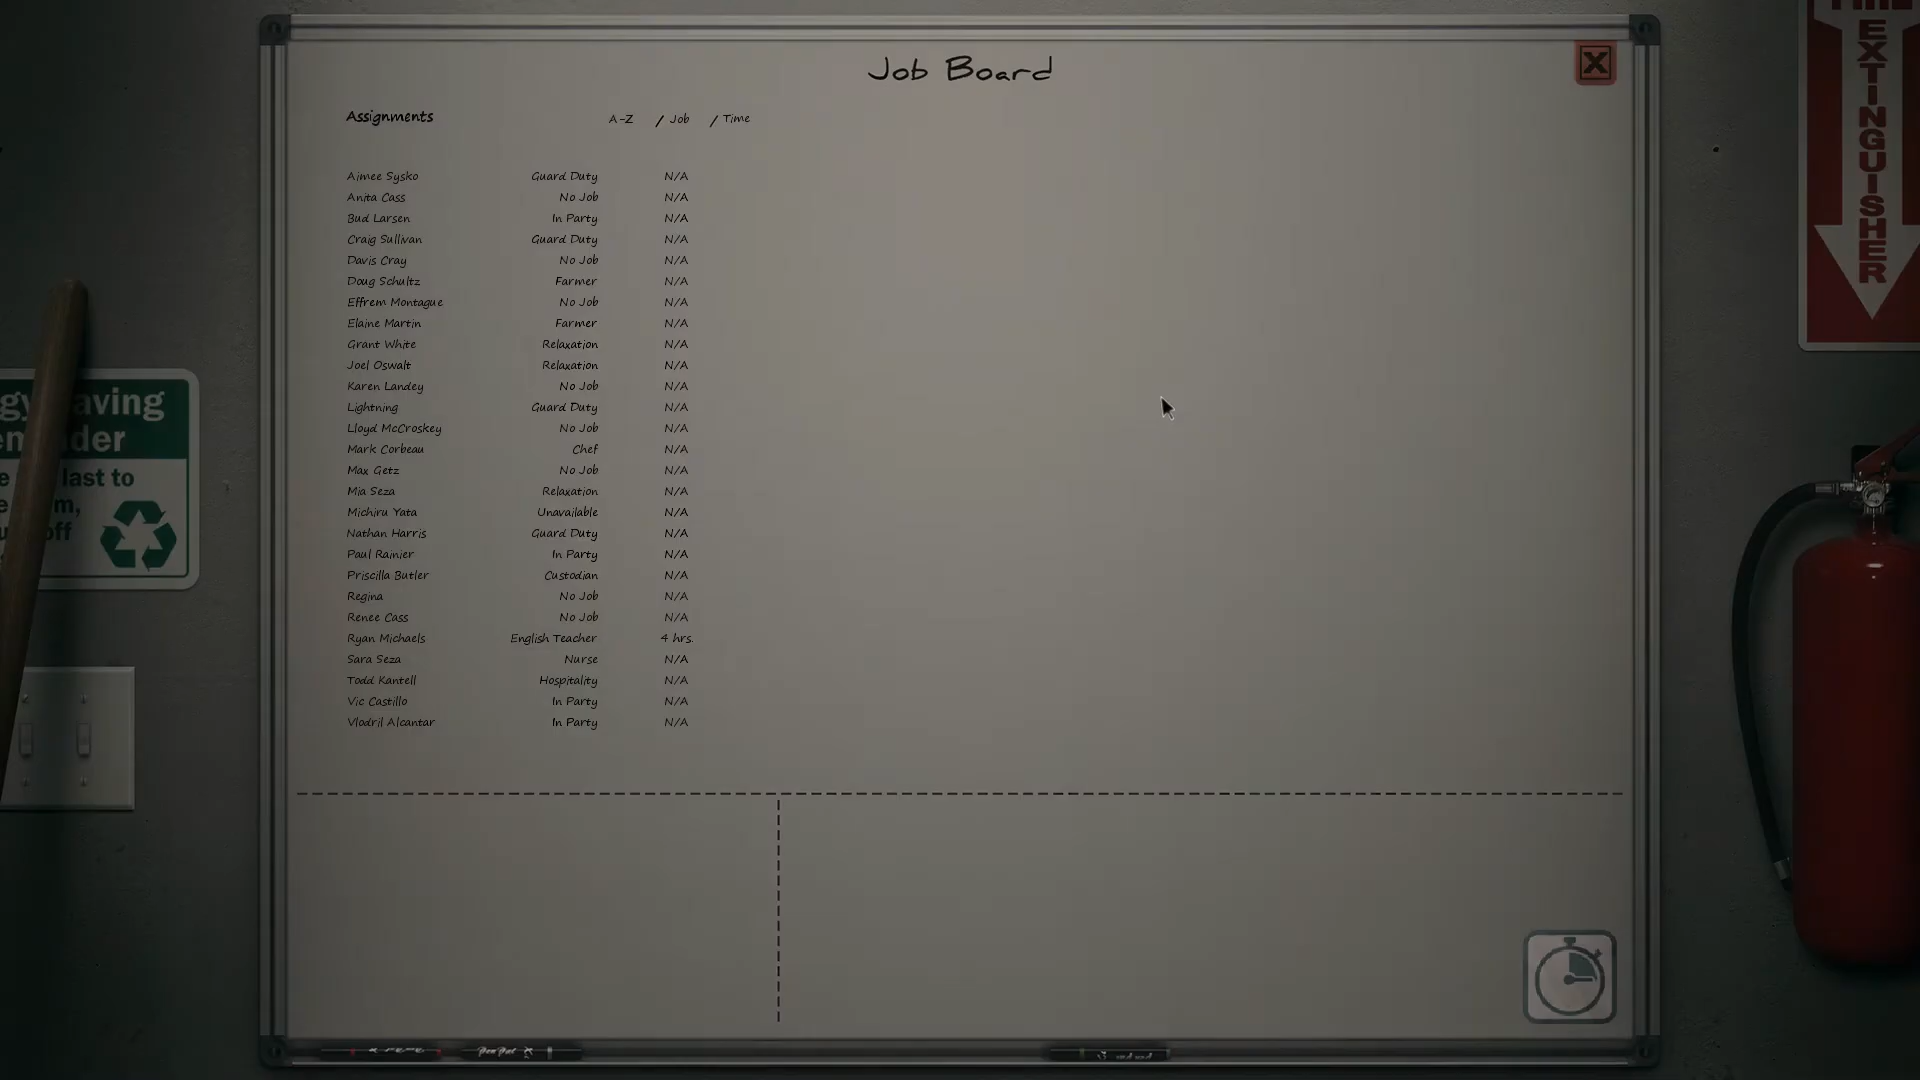 Job Board
X
Assignments A-Z / Job / Time
Aimee Sysko Guard Duty N/A
Anita Cass No Job N/A
Bud Larsen In Party N/A
Craig Sullivan Guard Duty N/A
Davis Cray No Job N/A
Doug Schultz Farmer N/A
Effrem Montague No Job N/A
Elaine Martin Farmer N/A
Grant White Relaxation N/A
Joel Oswalt Relaxation N/A
Karen Landey No Job N/A
Lightning Guard Duty N/A
Lloyd McCroskey No Job N/A
Mark Corbeau Chef N/A
Max Getz No Job N/A
Mia Seza Relaxation N/A
Michiru Yata Unavailable N/A
Nathan Harris Guard Duty N/A
Paul Rainier In Party N/A
Priscilla Butler Custodian N/A
Regina No Job N/A
Renee Cass No Job N/A
Ryan Michaels English Teacher 4 hrs.
Sara Seza Nurse N/A
Todd Kantell Hospitality N/A
Vic Castillo In Party N/A
Vlodril Alcantar In Party N/A
FIRE
EXTINGUISHER
last to
off